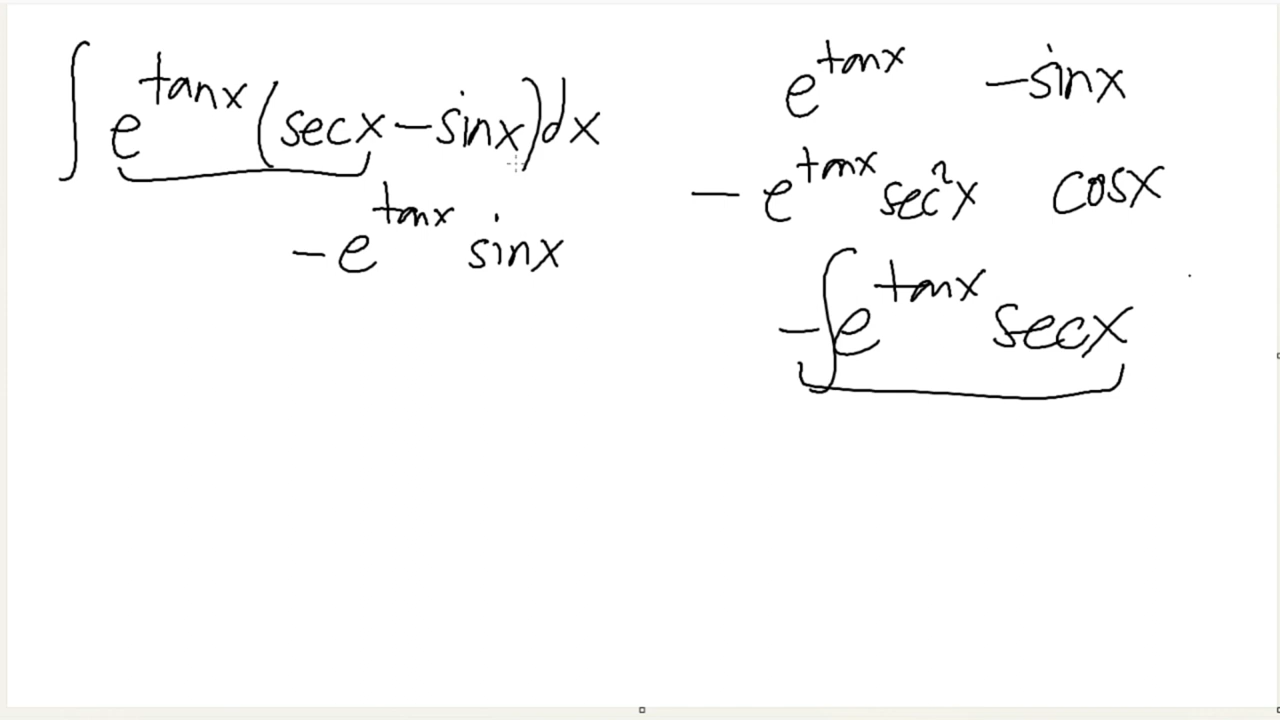 ∫ e^{tanx} (secx − sinx) dx
− e^{tanx} sinx
e^{tanx} − sinx
− e^{tanx} sec²x cosx
− ∫ e^{tanx} secx